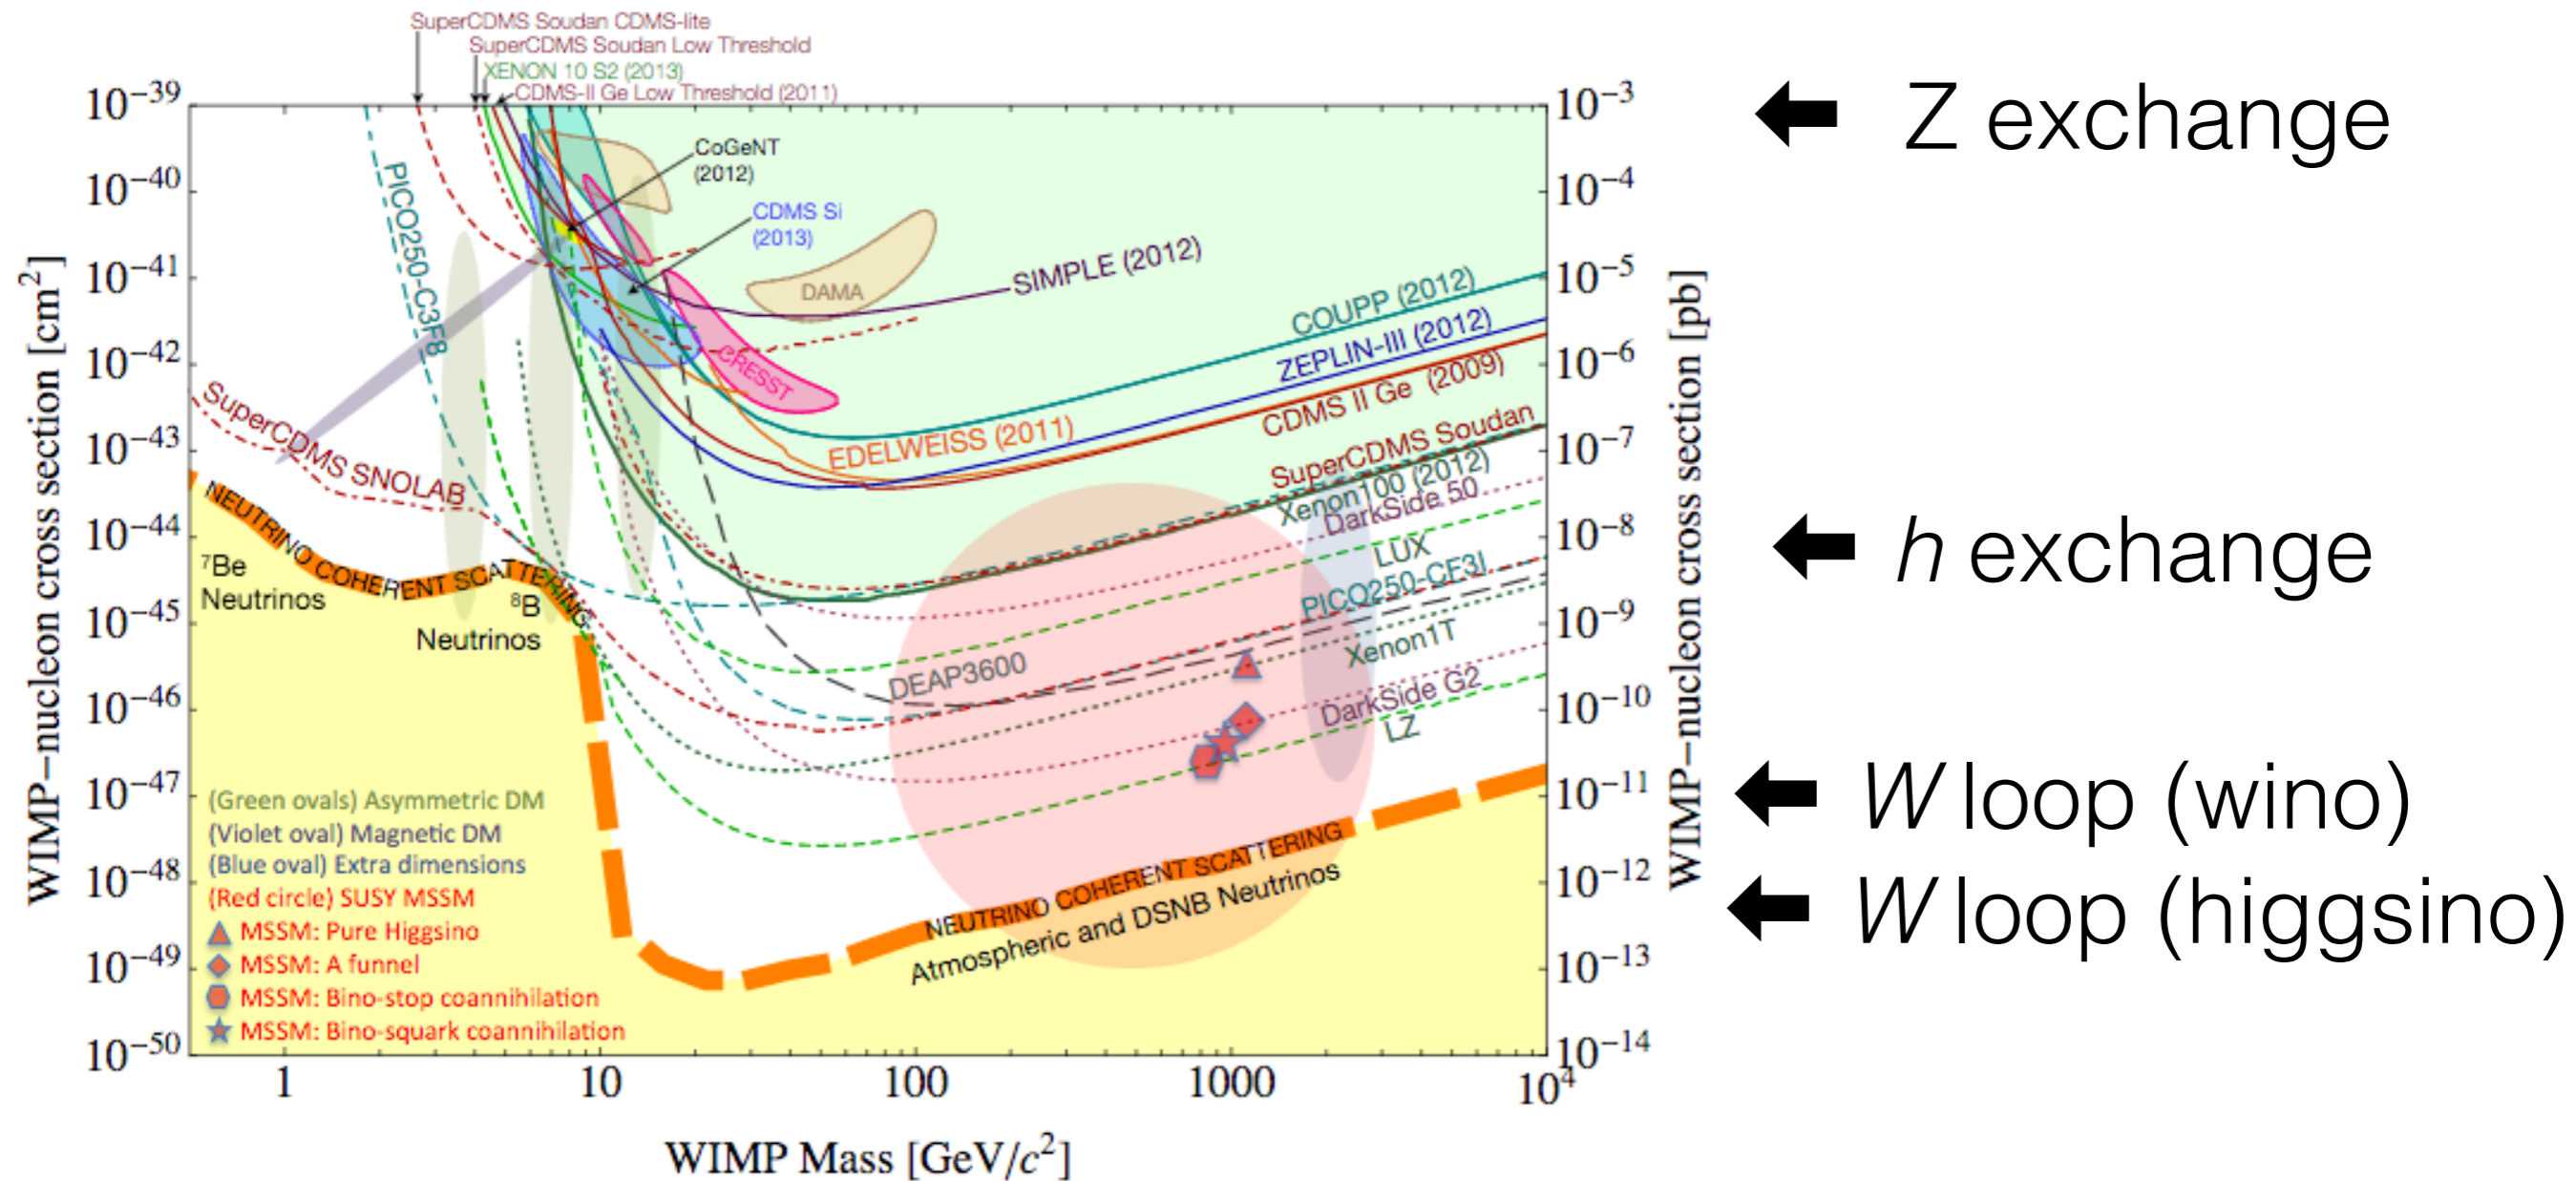 SuperCDMS Soudan CDMS-lite
SuperCDMS Soudan Low Threshold
XENON 10 S2 (2013)
CDMS-II Ge Low Threshold (2011)
10⁻³⁹
10⁻⁴⁰
10⁻⁴¹
10⁻⁴²
10⁻⁴³
10⁻⁴⁴
10⁻⁴⁵
10⁻⁴⁶
10⁻⁴⁷
10⁻⁴⁸
10⁻⁴⁹
10⁻⁵⁰
WIMP−nucleon cross section [cm²]
PICO250-C3F8
CoGeNT
(2012)
CDMS Si
(2013)
DAMA
SIMPLE (2012)
COUPP (2012)
ZEPLIN-III (2012)
CRESST
CDMS II Ge (2009)
EDELWEISS (2011)
SuperCDMS Soudan
Xenon100 (2012)
DarkSide 50
LUX
PICO250-CF3I
Xenon1T
DEAP3600
DarkSide G2
LZ
SuperCDMS SNOLAB
NEUTRINO COHERENT SCATTERING
⁷Be
Neutrinos
⁸B
Neutrinos
NEUTRINO COHERENT SCATTERING
Atmospheric and DSNB Neutrinos
(Green ovals) Asymmetric DM
(Violet oval) Magnetic DM
(Blue oval) Extra dimensions
(Red circle) SUSY MSSM
MSSM: Pure Higgsino
MSSM: A funnel
MSSM: Bino-stop coannihilation
MSSM: Bino-squark coannihilation
1 10 100 1000 10⁴
WIMP Mass [GeV/c²]
10⁻³
10⁻⁴
10⁻⁵
10⁻⁶
10⁻⁷
10⁻⁸
10⁻⁹
10⁻¹⁰
10⁻¹¹
10⁻¹²
10⁻¹³
10⁻¹⁴
WIMP−nucleon cross section [pb]
Z exchange
h exchange
W loop (wino)
W loop (higgsino)